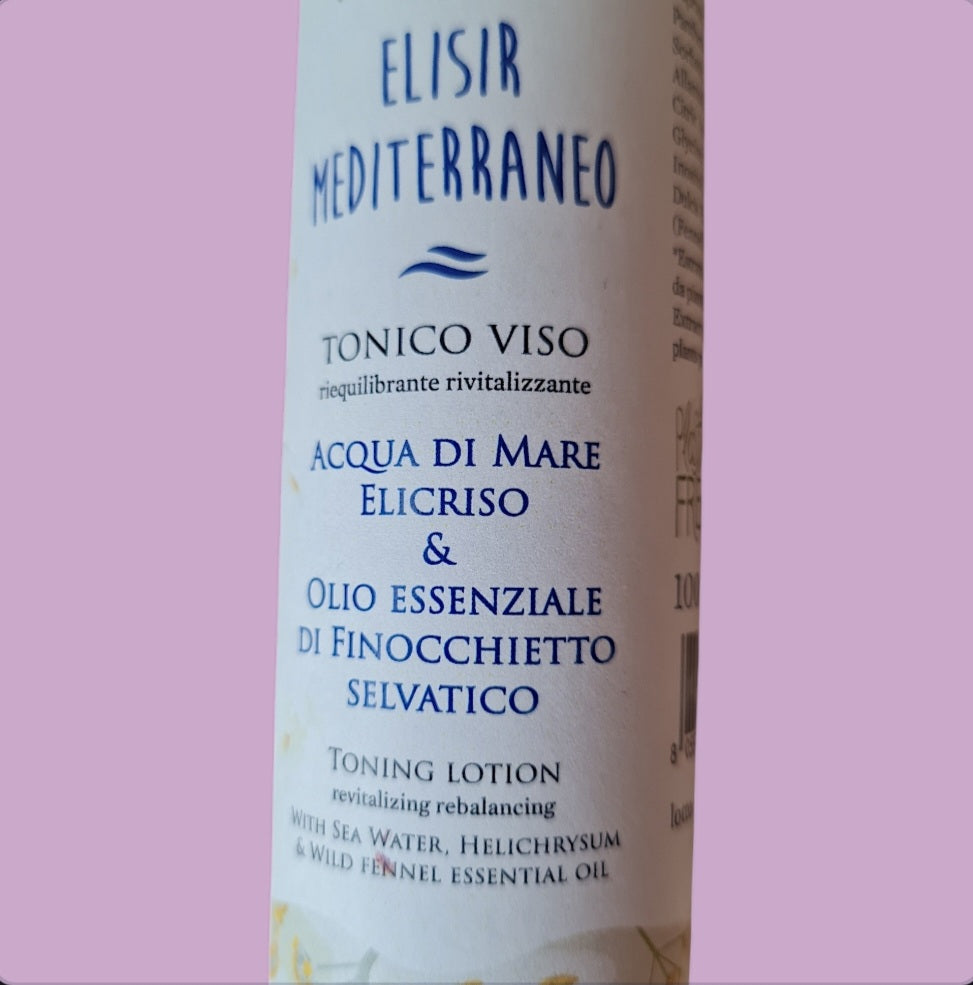 ELISIR
MEDITERRANEO
TONICO VISO
riequilibrante rivitalizzante
ACQUA DI MARE
ELICRISO
&
OLIO ESSENZIALE
DI FINOCCHIETTO
SELVATICO
TONING LOTION
revitalizing rebalancing
WITH SEA WATER, HELICHRYSUM
& WILD FENNEL ESSENTIAL OIL